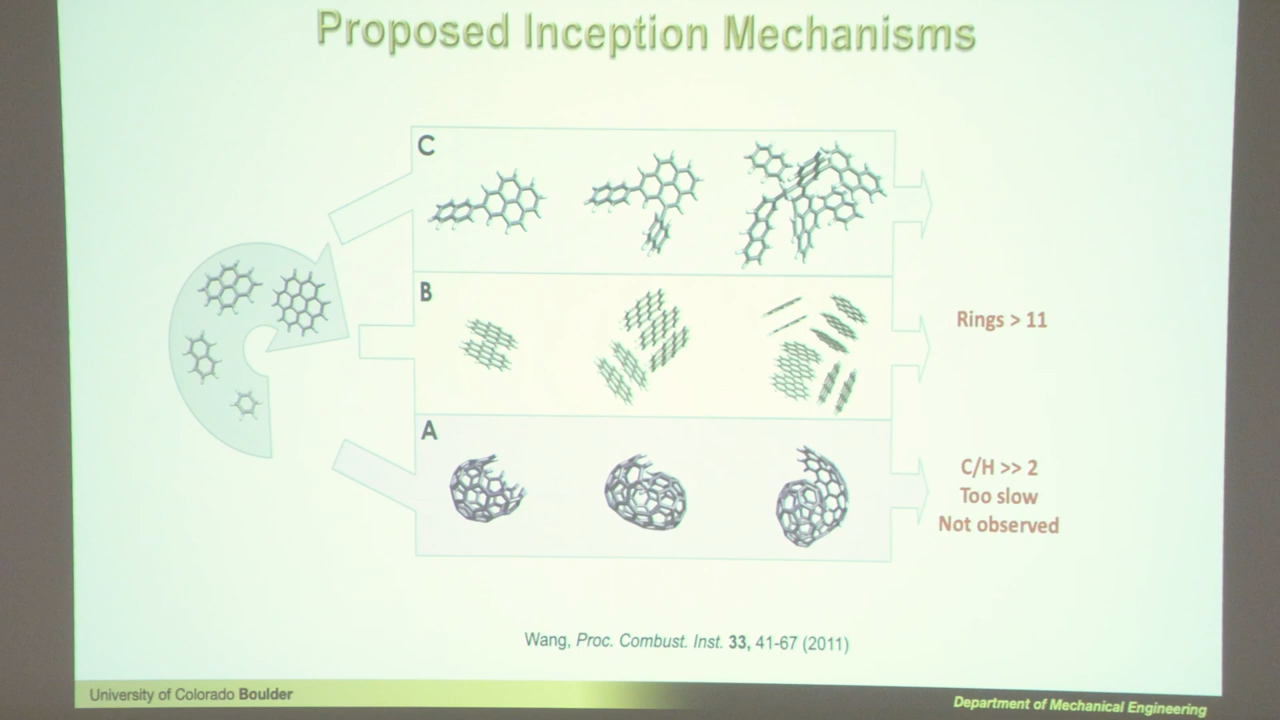 Proposed Inception Mechanisms
C
B
Rings > 11
A
C/H >> 2
Too slow
Not observed
Wang, Proc. Combust. Inst. 33, 41-67 (2011)
University of Colorado Boulder
Department of Mechanical Engineering